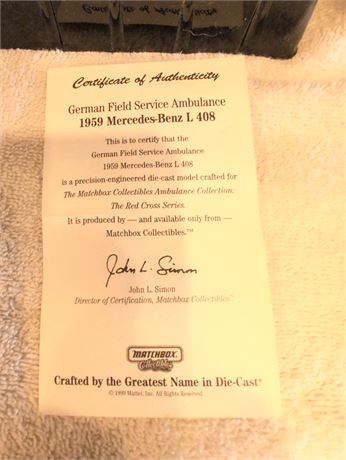 Certificate of Authenticity
German Field Service Ambulance
1959 Mercedes-Benz L 408
This is to certify that the
German Field Service Ambulance
1959 Mercedes-Benz L 408
is a precision-engineered die-cast model crafted for
The Matchbox Collectibles Ambulance Collection:
The Red Cross Series.
It is produced by — and available only from —
Matchbox Collectibles.™
John L. Simon
John L. Simon
Director of Certification, Matchbox Collectibles™
MATCHBOX
Collectibles
Crafted by the Greatest Name in Die-Cast®
© 1999 Mattel, Inc. All Rights Reserved.